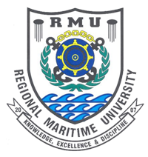 RMU
REGIONAL MARITIME UNIVERSITY
KNOWLEDGE, EXCELLENCE & DISCIPLINE